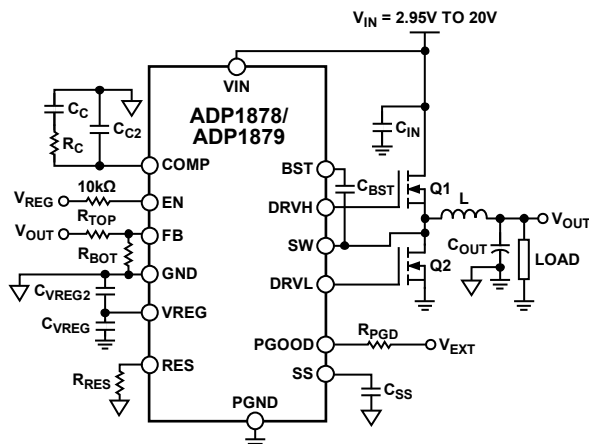 V_IN = 2.95V TO 20V
VIN
ADP1878/
ADP1879
C_C
C_C2
R_C
C_IN
COMP
BST
C_BST
Q1
V_REG
10kΩ
EN
DRVH
L
V_OUT
V_OUT
R_TOP
FB
SW
C_OUT
LOAD
R_BOT
Q2
GND
DRVL
C_VREG2
VREG
C_VREG
PGOOD
R_PGD
V_EXT
RES
R_RES
SS
C_SS
PGND